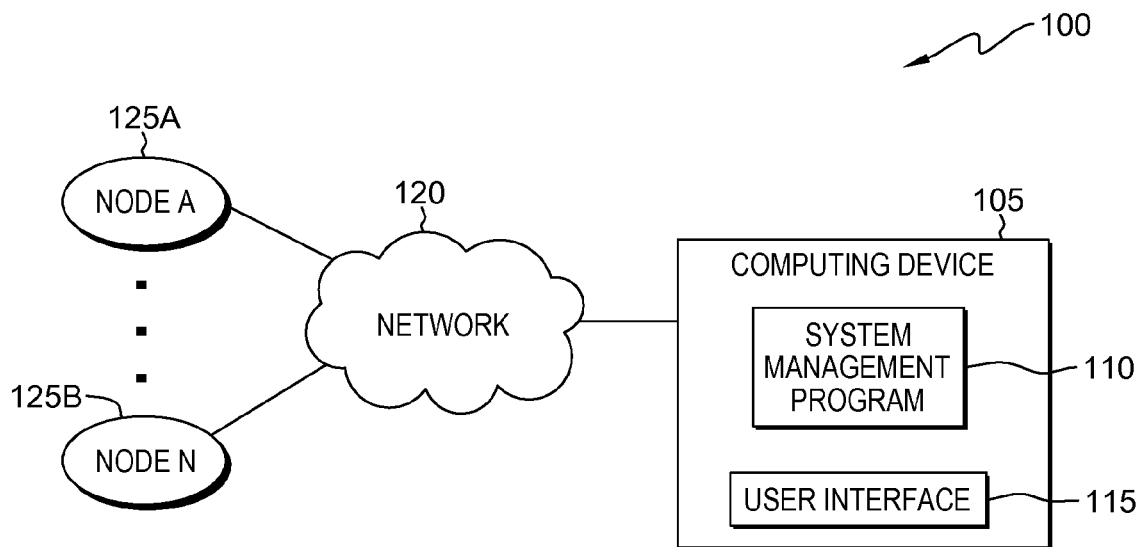 100
125A
NODE A
120
NETWORK
105
COMPUTING DEVICE
SYSTEM
MANAGEMENT
PROGRAM
110
125B
NODE N
USER INTERFACE
115